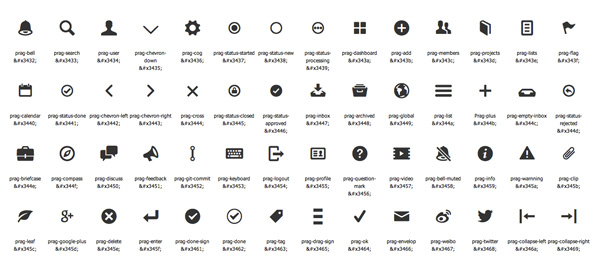 prag-bell prag-search prag-user prag-chevron- prag-cog prag-status-started prag-status-new prag-status- prag-dashboard prag-add prag-members prag-projects prag-lists prag-flag
&#x3432; &#x3433; &#x3434; down &#x3436; &#x3437; &#x3438; processing &#x343a; &#x343b; &#x343c; &#x343d; &#x343e; &#x343f;
&#x3435; &#x3439;
prag-calendar prag-status-done prag-chevron-left prag-chevron-right prag-cross prag-status-closed prag-status- prag-inbox prag-archived prag-global prag-list Prag-plus prag-empty-inbox prag-status-
&#x3440; &#x3441; &#x3442; &#x3443; &#x3444; &#x3445; approved &#x3447; &#x3448; &#x3449; &#x344a; &#x344b; &#x344c; rejected
&#x3446; &#x344d;
prag-briefcase prag-compass prag-discuss prag-feedback prag-git-commit prag-keyboard prag-logout prag-profile prag-question- prag-video prag-bell-muted prag-info prag-warnning prag-clip
&#x344e; &#x344f; &#x3450; &#x3451; &#x3452; &#x3453; &#x3454; &#x3455; mark &#x3457; &#x3458; &#x3459; &#x345a; &#x345b;
&#x3456;
prag-leaf prag-google-plus prag-delete prag-enter prag-done-sign prag-done prag-tag prag-drag-sign prag-ok prag-envelop prag-weibo prag-twitter prag-collapse-left prag-collapse-right
&#x345c; &#x345d; &#x345e; &#x345f; &#x3461; &#x3462; &#x3463; &#x3465; &#x3464; &#x3466; &#x3467; &#x3468; &#x346a; &#x3469;